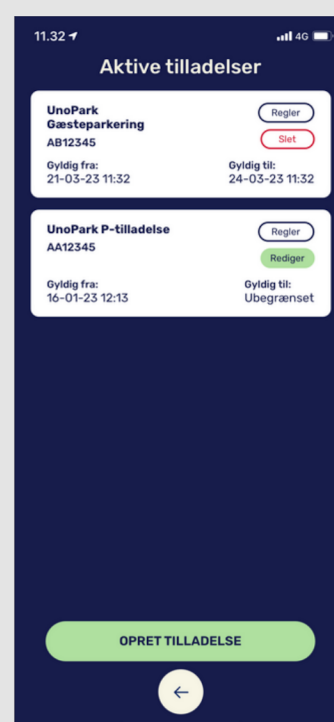 11.32 4G
Aktive tilladelser
UnoPark Regler
Gæsteparkering
AB12345 Slet
Gyldig fra: Gyldig til:
21-03-23 11:32 24-03-23 11:32
UnoPark P-tilladelse Regler
AA12345
Rediger
Gyldig fra: Gyldig til:
16-01-23 12:13 Ubegrænset
OPRET TILLADELSE